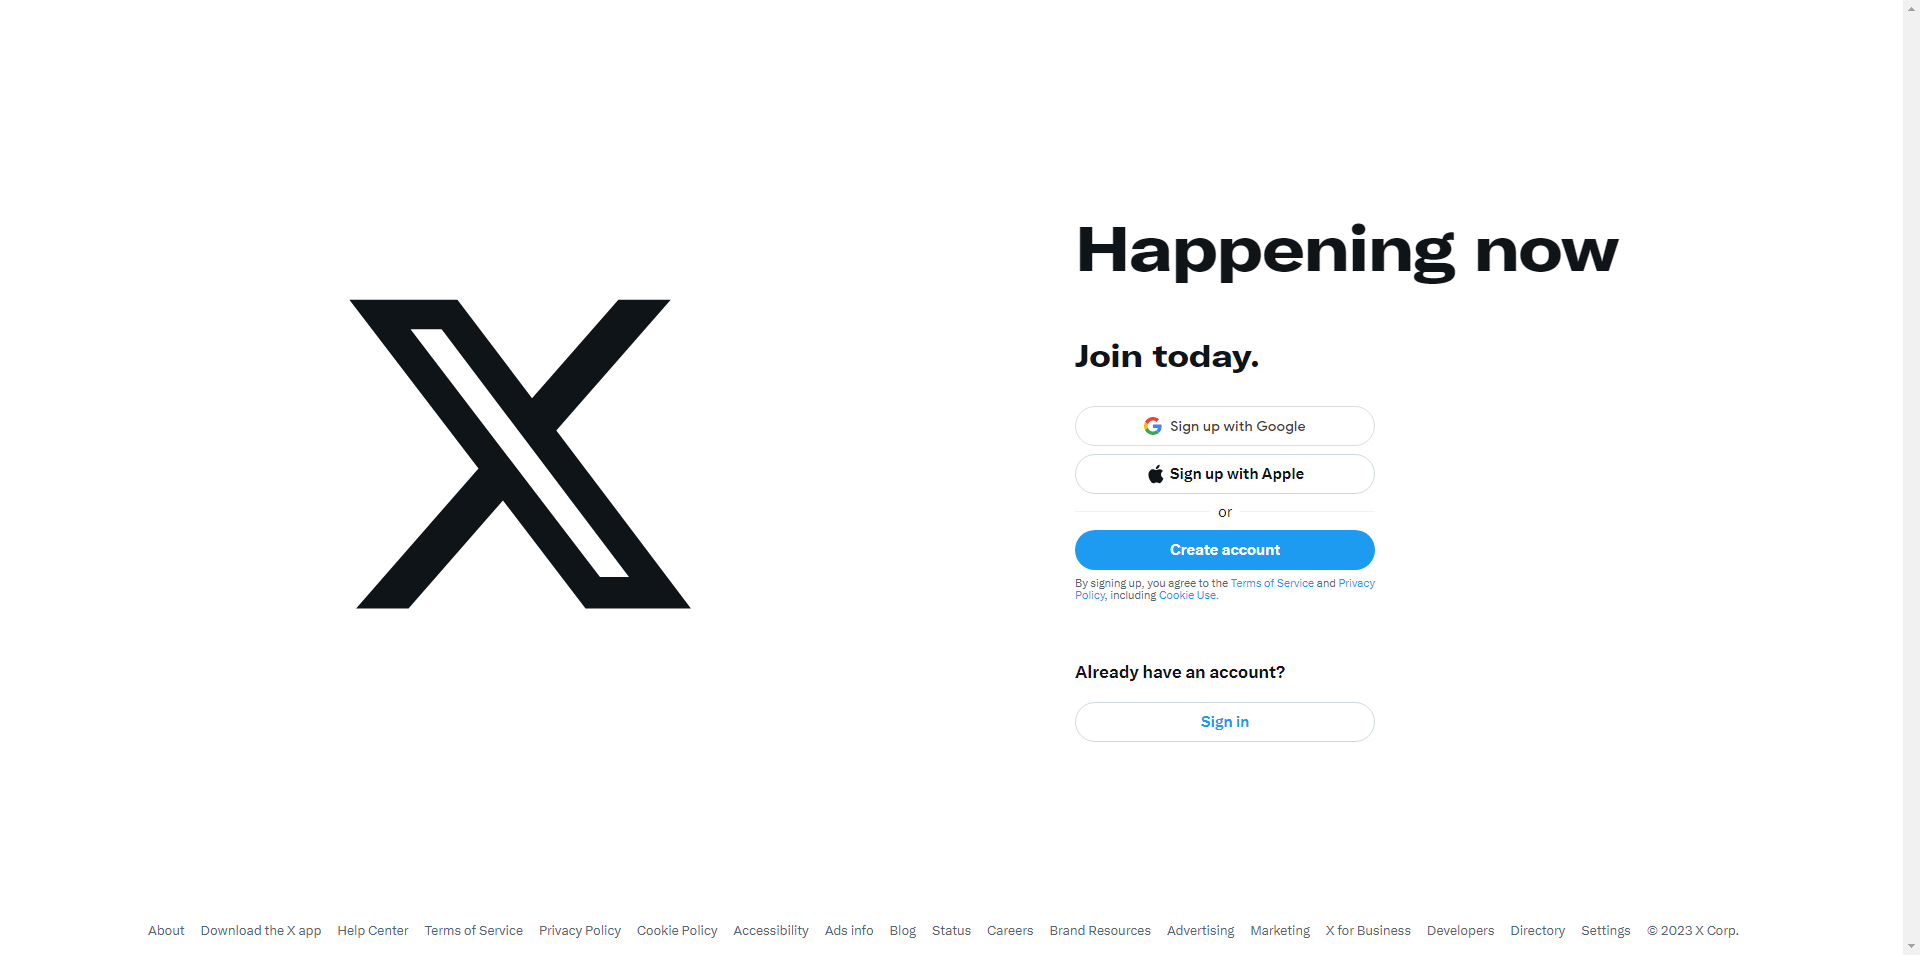 Happening now
Join today.
Sign up with Google
Sign up with Apple
or
Create account
By signing up, you agree to the Terms of Service and Privacy
Policy, including Cookie Use.
Already have an account?
Sign in
About Download the X app Help Center Terms of Service Privacy Policy Cookie Policy Accessibility Ads info Blog Status Careers Brand Resources Advertising Marketing X for Business Developers Directory Settings © 2023 X Corp.